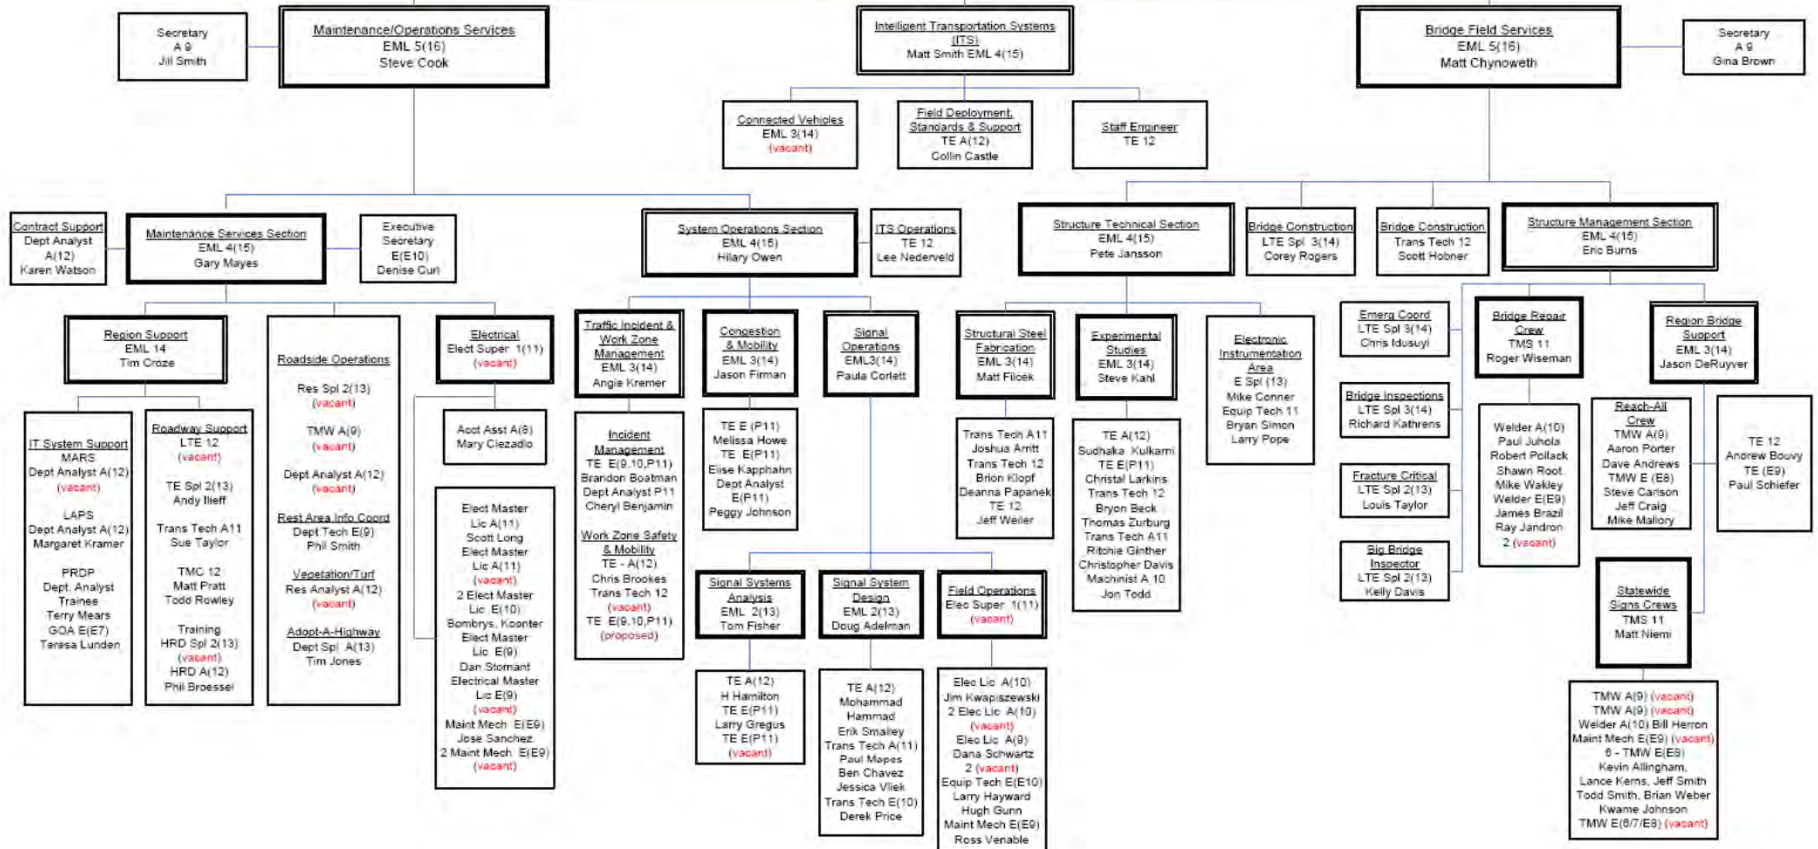 Secretary
A 9
Jill Smith
Maintenance/Operations Services
EML 5(16)
Steve Cook
Intelligent Transportation Systems
(ITS)
Matt Smith EML 4(15)
Bridge Field Services
EML 5(16)
Matt Chynoweth
Secretary
A 9
Gina Brown
Connected Vehicles
EML 3(14)
(vacant)
Field Deployment,
Standards & Support
TE A(12)
Collin Castle
Staff Engineer
TE 12
Contract Support
Dept Analyst
A(12)
Karen Watson
Maintenance Services Section
EML 4(15)
Gary Mayes
Executive
Secretary
E(E10)
Denise Curl
System Operations Section
EML 4(15)
Hilary Owen
ITS Operations
TE 12
Lee Nederveld
Structure Technical Section
EML 4(15)
Pete Jansson
Bridge Construction
LTE Spl 3(14)
Corey Rogers
Bridge Construction
Trans Tech 12
Scott Hobner
Structure Management Section
EML 4(15)
Eric Burns
Region Support
EML 14
Tim Croze
Roadside Operations
Res Spl 2(13)
(vacant)
TMW A(9)
(vacant)
Dept Analyst A(12)
(vacant)
Rest Area Info Coord
Dept Tech E(9)
Phil Smith
Vegetation/Turf
Res Analyst A(12)
(vacant)
Adopt-A-Highway
Dept Spl A(13)
Tim Jones
Electrical
Elect Super 1(11)
(vacant)
Traffic Incident &
Work Zone
Management
EML 3(14)
Angie Kremer
Congestion
& Mobility
EML 3(14)
Jason Firman
Signal
Operations
EML3(14)
Paula Corlett
Structural Steel
Fabrication
EML 3(14)
Matt Filcek
Experimental
Studies
EML 3(14)
Steve Kahl
Electronic
Instrumentation
Area
E Spl (13)
Mike Conner
Equip Tech 11
Bryan Simon
Larry Pope
Emerg Coord
LTE Spl 3(14)
Chris Idusuyi
Bridge Repair
Crew
TMS 11
Roger Wiseman
Region Bridge
Support
EML 3(14)
Jason DeRuyver
IT System Support
MARS
Dept Analyst A(12)
(vacant)
LAPS
Dept Analyst A(12)
Margaret Kramer
PRDP
Dept. Analyst
Trainee
Terry Mears
GOA E(E7)
Teresa Lunden
Roadway Support
LTE 12
(vacant)
TE Spl 2(13)
Andy Ilieff
Trans Tech A11
Sue Taylor
TMC 12
Matt Pratt
Todd Rowley
Training
HRD Spl 2(13)
(vacant)
HRD A(12)
Phil Broessel
Acct Asst A(8)
Mary Ciezadlo
Elect Master
Lic A(11)
Scott Long
Elect Master
Lic A(11)
(vacant)
2 Elect Master
Lic E(10)
Bombrys, Koonter
Elect Master
Lic E(9)
Dan Stomant
Electrical Master
Lic E(9)
(vacant)
Maint Mech E(E9)
Jose Sanchez
2 Maint Mech E(E9)
(vacant)
Incident
Management
TE E(9,10,P11)
Brandon Boatman
Dept Analyst P11
Cheryl Benjamin
Work Zone Safety
& Mobility
TE - A(12)
Chris Brookes
Trans Tech 12
(vacant)
TE E(9,10,P11)
(proposed)
TE E (P11)
Melissa Howe
TE E(P11)
Elise Kapphahn
Dept Analyst
E(P11)
Peggy Johnson
Trans Tech A11
Joshua Arritt
Trans Tech 12
Brion Klopf
Deanna Papanek
TE 12
Jeff Weiler
TE A(12)
Sudhaka Kulkarni
TE E(P11)
Christal Larkins
Trans Tech 12
Bryon Beck
Thomas Zurburg
Trans Tech A11
Ritchie Ginther
Christopher Davis
Machinist A 10
Jon Todd
Bridge Inspections
LTE Spl 3(14)
Richard Kathrens
Fracture Critical
LTE Spl 2(13)
Louis Taylor
Big Bridge
Inspector
LTE Spl 2(13)
Kelly Davis
Welder A(10)
Paul Juhola
Robert Pollack
Shawn Root
Mike Wakley
Welder E(E9)
James Brazil
Ray Jandron
2 (vacant)
Reach-All
Crew
TMW A(9)
Aaron Porter
Dave Andrews
TMW E (E8)
Steve Carlson
Jeff Craig
Mike Mallory
TE 12
Andrew Bouvy
TE (E9)
Paul Schiefer
Signal Systems
Analysis
EML 2(13)
Tom Fisher
Signal System
Design
EML 2(13)
Doug Adelman
Field Operations
Elec Super 1(11)
(vacant)
Statewide
Signs Crews
TMS 11
Matt Niemi
TE A(12)
H Hamilton
TE E(P11)
Larry Gregus
TE E(P11)
(vacant)
TE A(12)
Mohammad
Hammad
Erik Smalley
Trans Tech A(11)
Paul Mapes
Ben Chavez
Jessica Vliek
Trans Tech E(10)
Derek Price
Elec Lic A(10)
Jim Kwapiszewski
2 Elec Lic A(10)
(vacant)
Elec Lic A(9)
Dana Schwartz
2 (vacant)
Equip Tech E(E10)
Larry Hayward
Hugh Gunn
Maint Mech E(E9)
Ross Venable
TMW A(9) (vacant)
TMW A(9) (vacant)
Welder A(10) Bill Herron
Maint Mech E(E9) (vacant)
6 - TMW E(E8)
Kevin Allingham,
Lance Kerns, Jeff Smith
Todd Smith, Brian Weber
Kwame Johnson
TMW E(6/7/E8) (vacant)